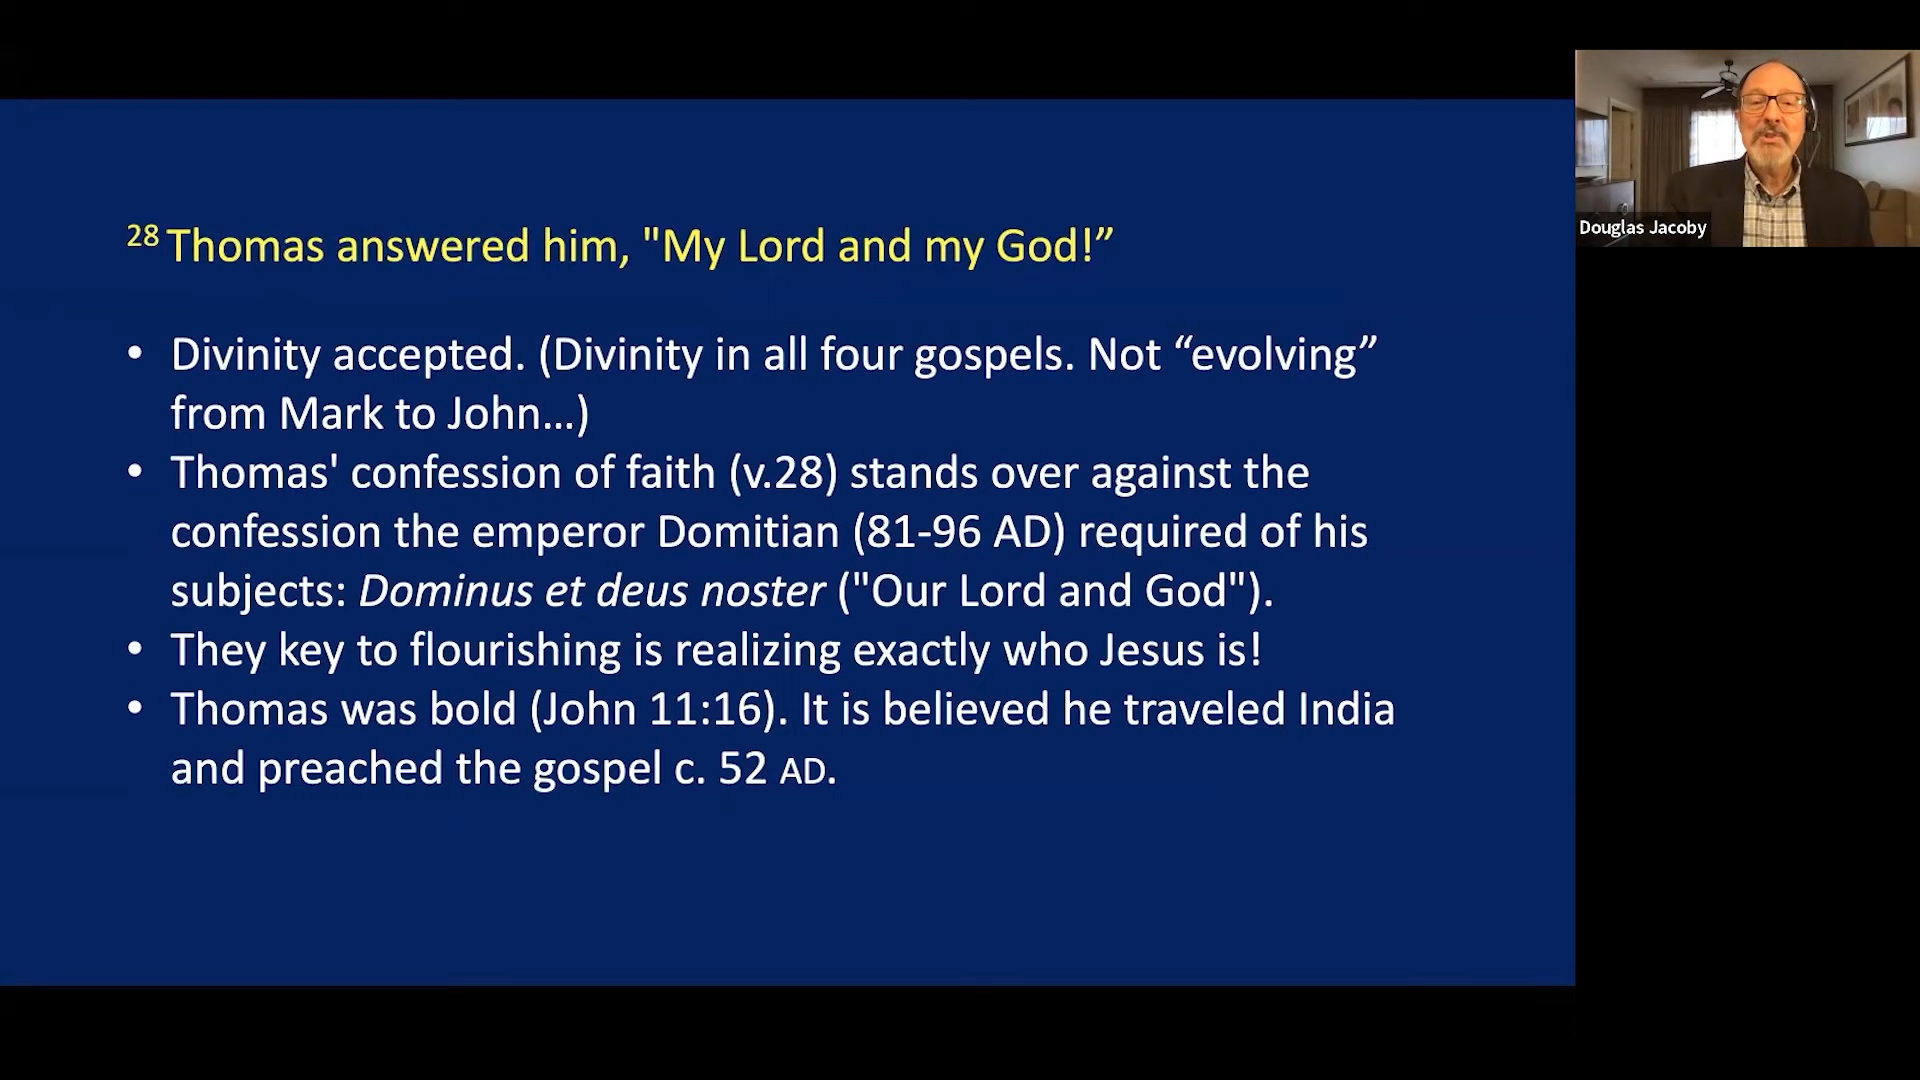 28 Thomas answered him, "My Lord and my God!”
• Divinity accepted. (Divinity in all four gospels. Not “evolving”
from Mark to John...)
• Thomas' confession of faith (v.28) stands over against the
confession the emperor Domitian (81-96 AD) required of his
subjects: Dominus et deus noster ("Our Lord and God").
• They key to flourishing is realizing exactly who Jesus is!
• Thomas was bold (John 11:16). It is believed he traveled India
and preached the gospel c. 52 AD.
Douglas Jacoby